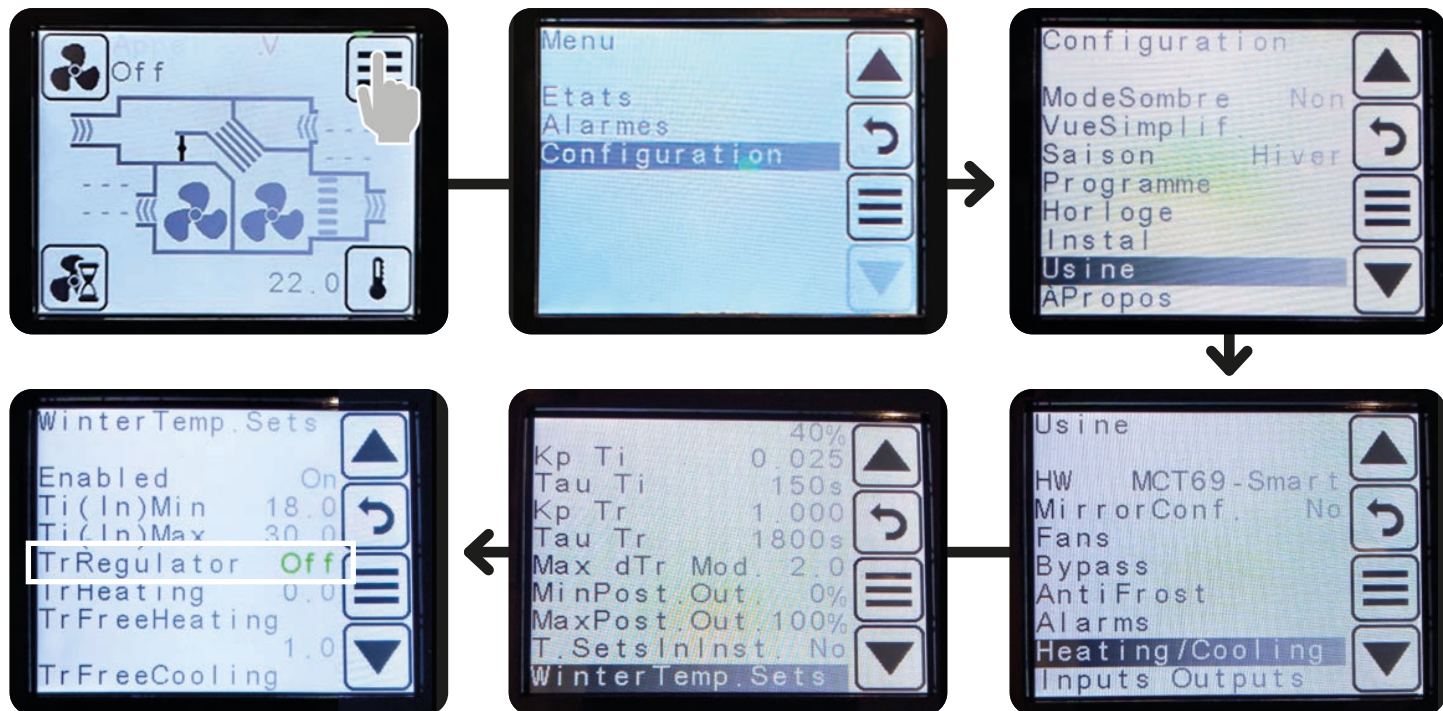 Appel .V
Off
22.0
Menu
Etats
Alarmes
Configuration
Configuration
ModeSombre Non
VueSimplif.
Saison Hiver
Programme
Horloge
Instal
Usine
ÀPropos
Usine
HW MCT69-Smart
MirrorConf. No
Fans
Bypass
AntiFrost
Alarms
Heating/Cooling
Inputs Outputs
40%
Kp Ti 0.025
Tau Ti 150s
Kp Tr 1.000
Tau Tr 1800s
Max dTr Mod. 2.0
MinPost.Out. 0%
MaxPost.Out 100%
T.SetsInInst. No
WinterTemp.Sets
WinterTemp.Sets
Enabled On
Ti(In)Min 18.0
Ti(In)Max 30.0
TrRegulator Off
TrHeating 0.0
TrFreeHeating
1.0
TrFreeCooling